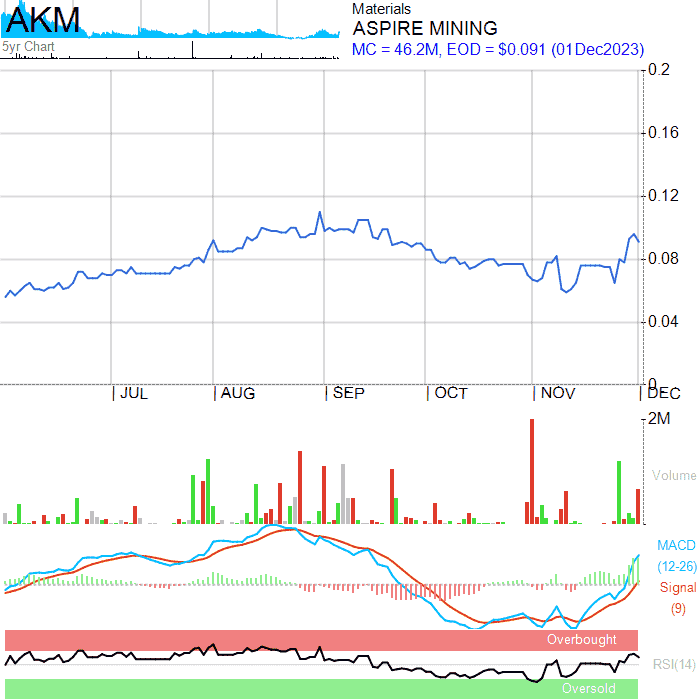 AKM
5yr Chart
Materials
ASPIRE MINING
MC = 46.2M, EOD = $0.091 (01Dec2023)
0.2
0.16
0.12
0.08
0.04
0
JUL AUG SEP OCT NOV DEC
2M
Volume
MACD
(12-26)
Signal
(9)
Overbought
RSI(14)
Oversold